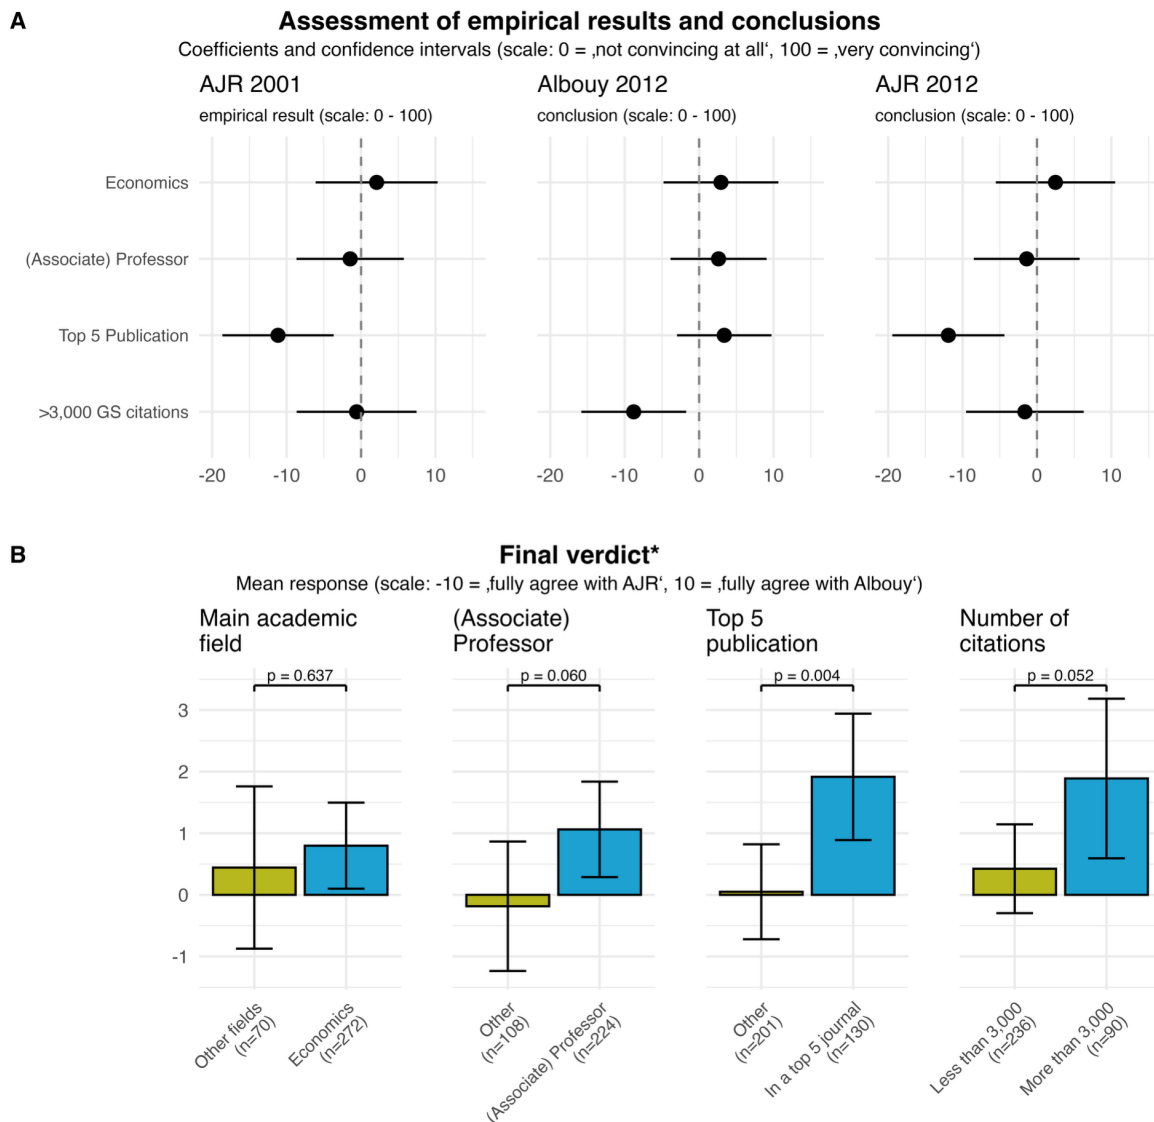 A
Assessment of empirical results and conclusions
Coefficients and confidence intervals (scale: 0 = ‚not convincing at all‘, 100 = ‚very convincing‘)
AJR 2001
empirical result (scale: 0 - 100)
Albouy 2012
conclusion (scale: 0 - 100)
AJR 2012
conclusion (scale: 0 - 100)
Economics
(Associate) Professor
Top 5 Publication
>3,000 GS citations
-20 -10 0 10
-20 -10 0 10
-20 -10 0 10
B
Final verdict*
Mean response (scale: -10 = ‚fully agree with AJR‘, 10 = ‚fully agree with Albouy‘)
Main academic
field
(Associate)
Professor
Top 5
publication
Number of
citations
p = 0.637
p = 0.060
p = 0.004
p = 0.052
3
2
1
0
-1
Other fields
(n=70)
Economics
(n=272)
Other
(n=108)
(Associate) Professor
(n=224)
Other
(n=201)
In a top 5 journal
(n=130)
Less than 3,000
(n=236)
More than 3,000
(n=90)